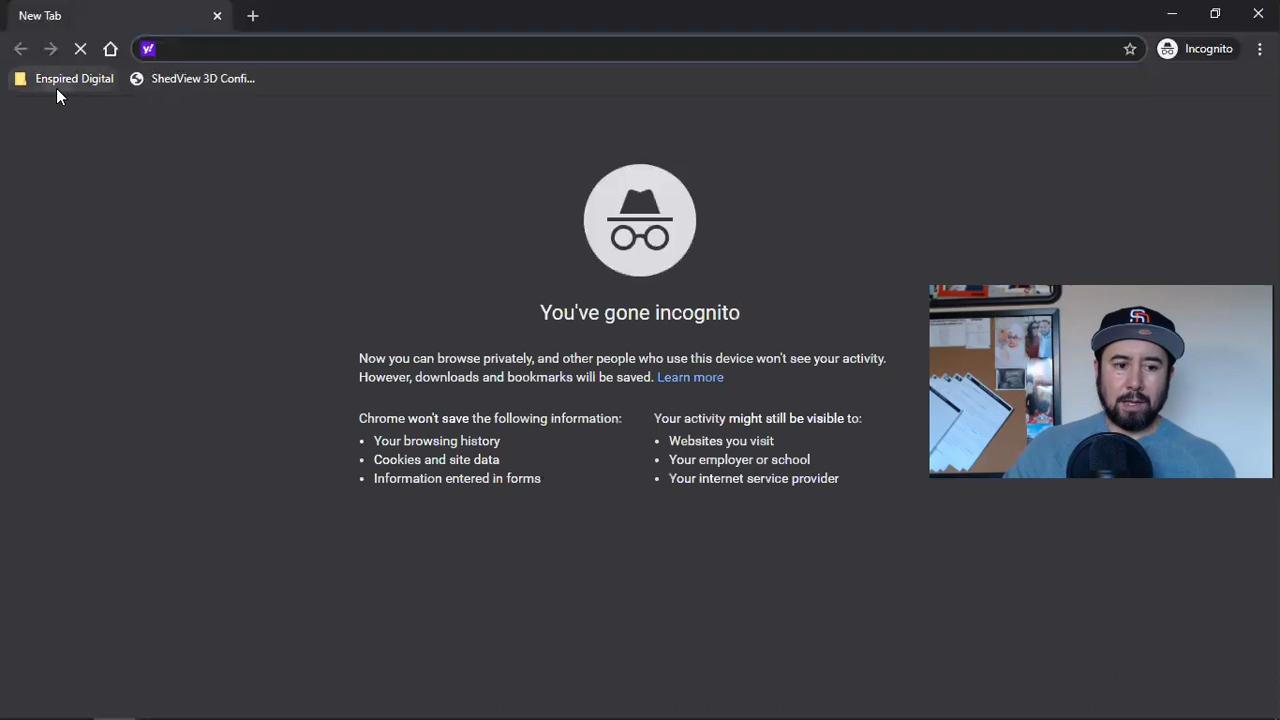 New Tab
y!
Incognito
Enspired Digital
ShedView 3D Confi...
You've gone incognito
Now you can browse privately, and other people who use this device won't see your activity.
However, downloads and bookmarks will be saved. Learn more
Chrome won't save the following information:
• Your browsing history
• Cookies and site data
• Information entered in forms
Your activity might still be visible to:
• Websites you visit
• Your employer or school
• Your internet service provider
SD